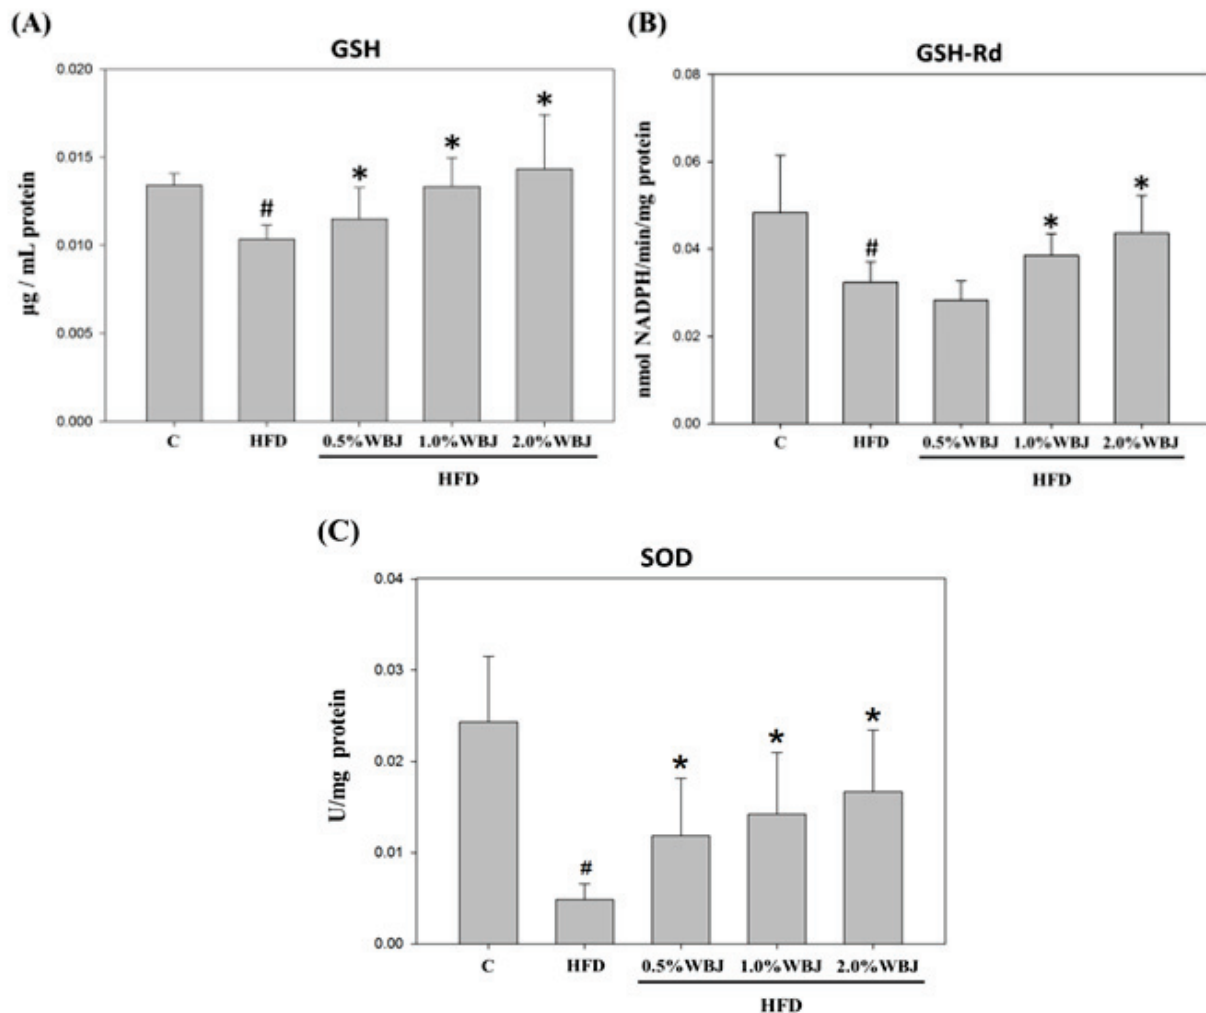 (A)
GSH
0.020
0.015
0.010
0.005
0.000
µg / mL protein
#
*
*
*
C HFD 0.5%WBJ 1.0%WBJ 2.0%WBJ
HFD
(B)
GSH-Rd
0.08
0.06
0.04
0.02
0.00
nmol NADPH/min/mg protein
#
*
*
C HFD 0.5%WBJ 1.0%WBJ 2.0%WBJ
HFD
(C)
SOD
0.04
0.03
0.02
0.01
0.00
U/mg protein
#
*
*
*
C HFD 0.5%WBJ 1.0%WBJ 2.0%WBJ
HFD